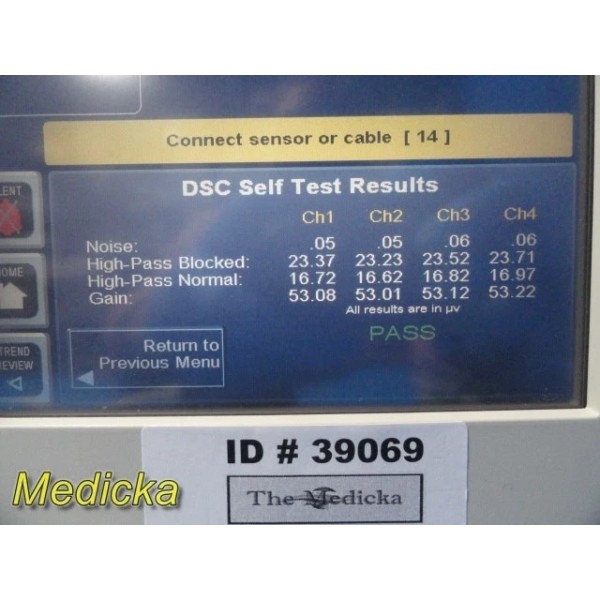 Connect sensor or cable [ 14 ]
DSC Self Test Results
Ch1 Ch2 Ch3 Ch4
Noise: .05 .05 .06 .06
High-Pass Blocked: 23.37 23.23 23.52 23.71
High-Pass Normal: 16.72 16.62 16.82 16.97
Gain: 53.08 53.01 53.12 53.22
All results are in µv
PASS
LENT
OME
TREND
EVIEW
Return to
Previous Menu
ID # 39069
The Medicka
Medicka